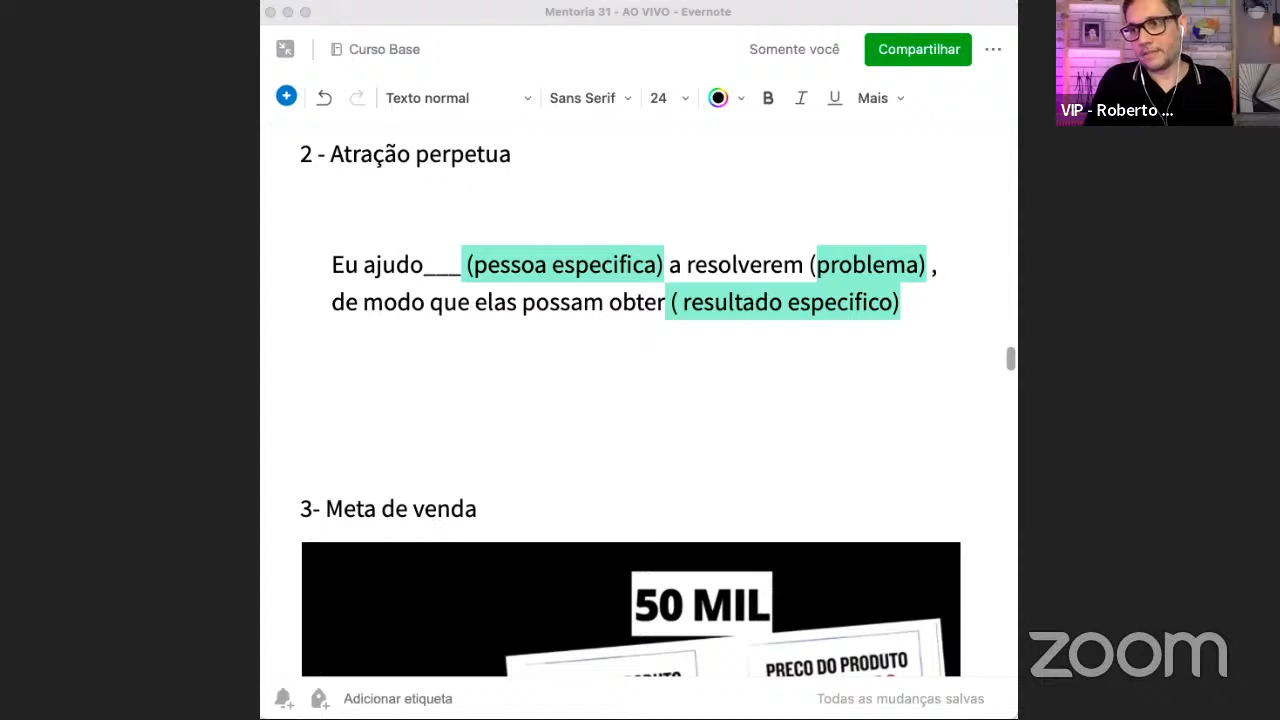 Mentoria 31 - AO VIVO - Evernote
Curso Base
Somente você
Compartilhar
Texto normal
Sans Serif
24
B I U Mais
VIP - Roberto ...
2 - Atração perpetua
Eu ajudo___ (pessoa especifica) a resolverem (problema) ,
de modo que elas possam obter ( resultado especifico)
3- Meta de venda
50 MIL
PREÇO DO PRODUTO
Adicionar etiqueta
Todas as mudanças salvas
zoom